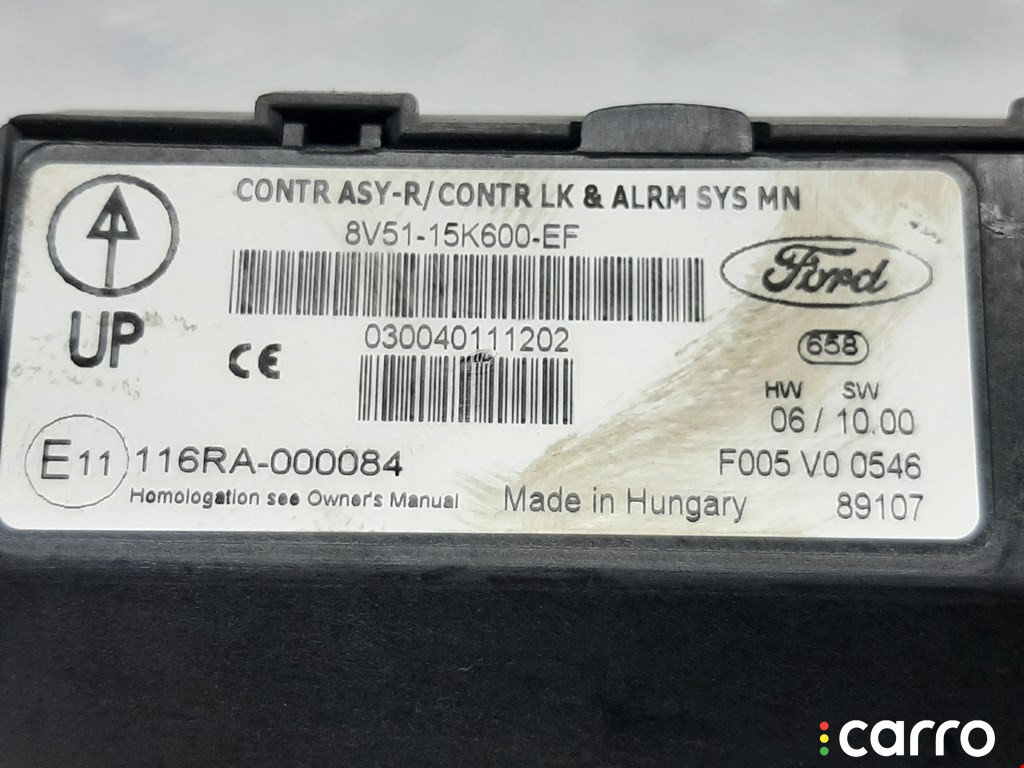 CONTR ASY-R/CONTR LK & ALRM SYS MN
8V51-15K600-EF
Ford
UP
CE
030040111202
658
HW SW
06 / 10.00
E11 116RA-000084
F005 V0 0546
Homologation see Owner's Manual
Made in Hungary
89107
carro